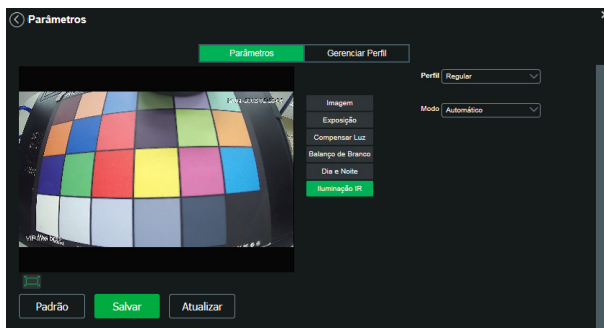 Parâmetros
Parâmetros
Gerenciar Perfil
Perfil Regular
Modo Automático
Imagem
Exposição
Compensar Luz
Balanço de Branco
Dia e Noite
Iluminação IR
Padrão
Salvar
Atualizar